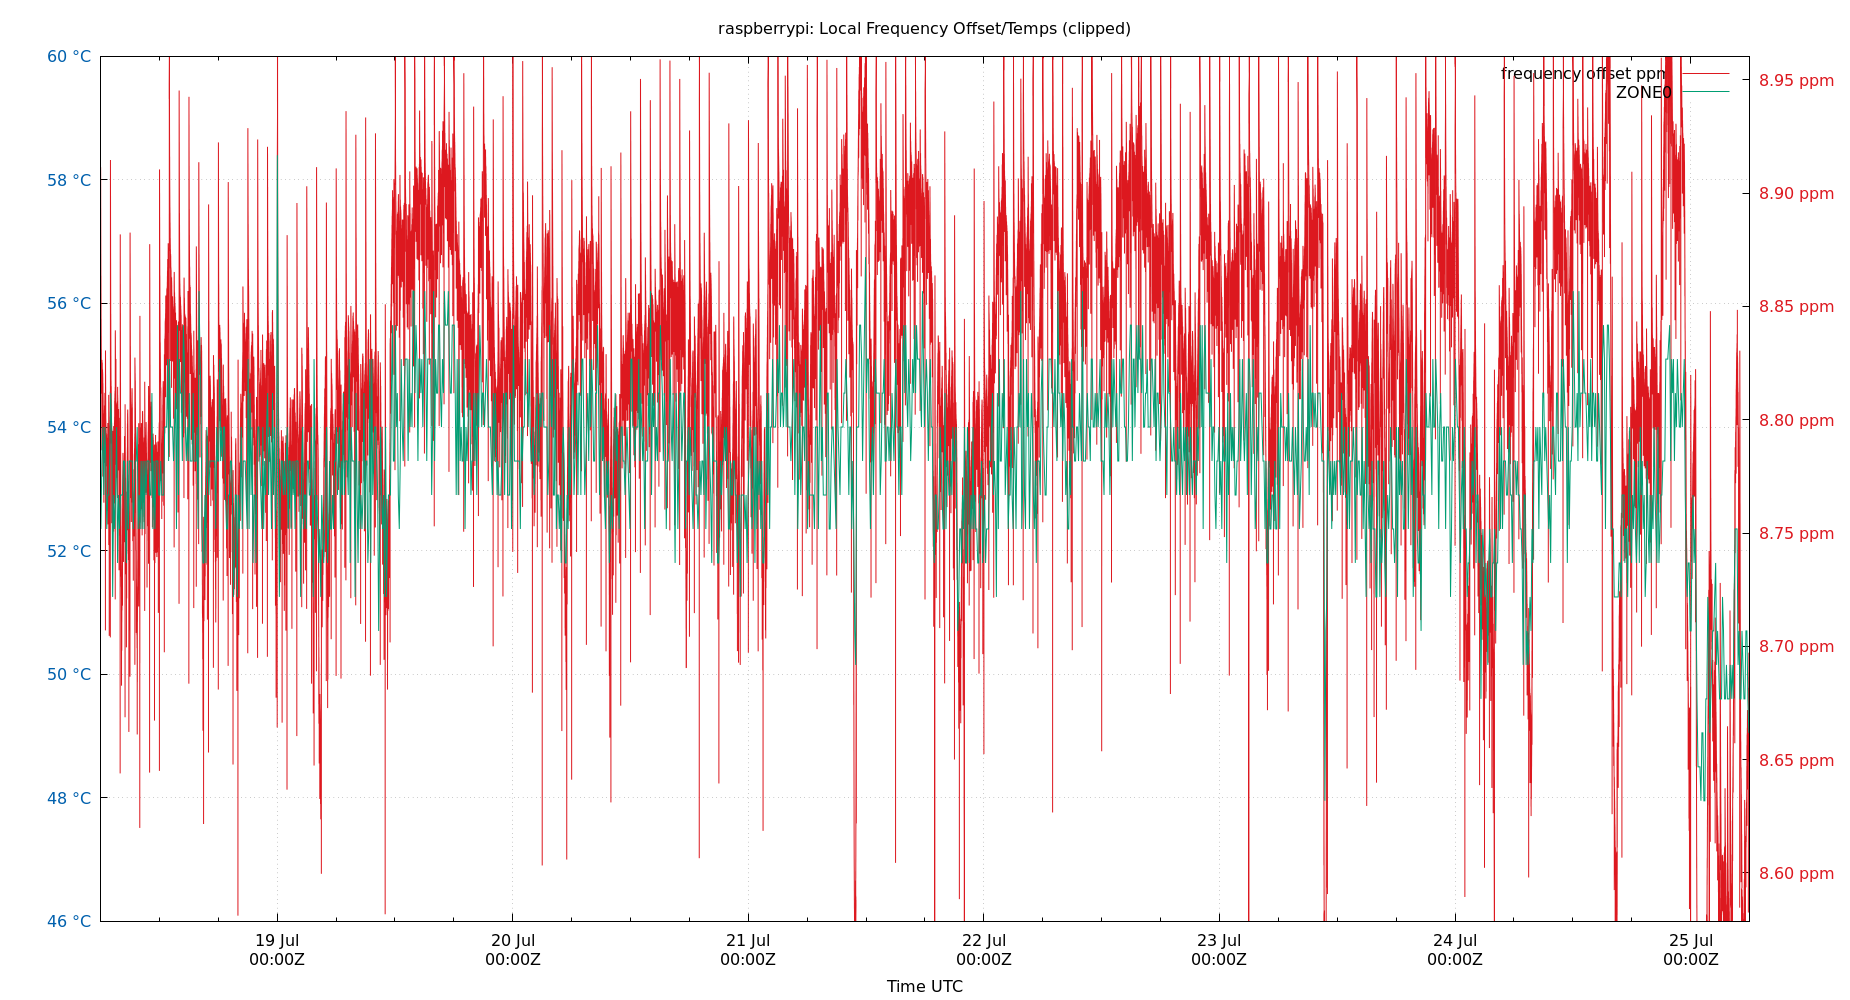 raspberrypi: Local Frequency Offset/Temps (clipped)
60 °C
58 °C
56 °C
54 °C
52 °C
50 °C
48 °C
46 °C
frequency offset ppm
ZONE0
8.95 ppm
8.90 ppm
8.85 ppm
8.80 ppm
8.75 ppm
8.70 ppm
8.65 ppm
8.60 ppm
19 Jul 20 Jul 21 Jul 22 Jul 23 Jul 24 Jul 25 Jul
00:00Z 00:00Z 00:00Z 00:00Z 00:00Z 00:00Z 00:00Z
Time UTC